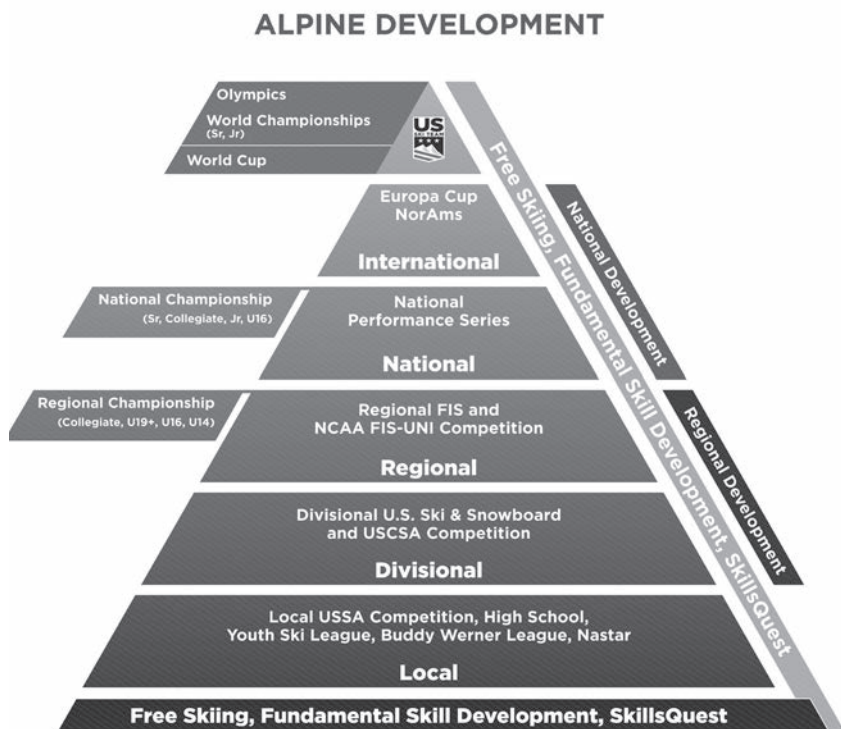 ALPINE DEVELOPMENT
Olympics
World Championships
(Sr, Jr)
World Cup
US
SKI TEAM
Europa Cup
NorAms
International
National Championship
(Sr, Collegiate, Jr, U16)
National
Performance Series
National
Regional Championship
(Collegiate, U19+, U16, U14)
Regional FIS and
NCAA FIS-UNI Competition
Regional
Divisional U.S. Ski & Snowboard
and USCSA Competition
Divisional
Local USSA Competition, High School,
Youth Ski League, Buddy Werner League, Nastar
Local
Free Skiing, Fundamental Skill Development, SkillsQuest
Free Skiing, Fundamental Skill Development, SkillsQuest
National Development
Regional Development